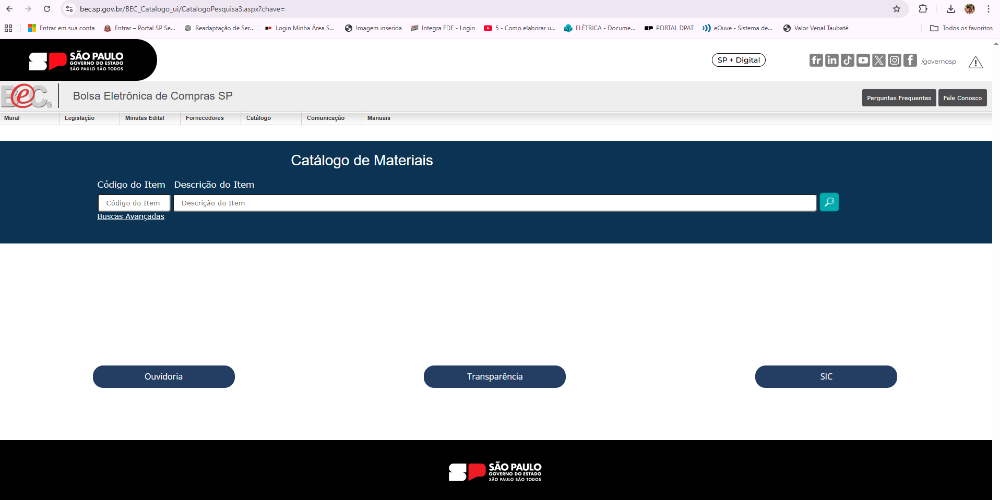 bec.sp.gov.br/BEC_Catalogo_ui/CatalogoPesquisa3.aspx?chave=
Entrar em sua conta
Entrar – Portal SP Se...
Readaptação de Ser...
Login Minha Área S...
Imagem inserida
Integra FDE - Login
5 - Como elaborar u...
ELÉTRICA - Docume...
PORTAL DPAT
eOuve - Sistema de...
Valor Venal Taubaté
Todos os favoritos
SÃO PAULO
GOVERNO DO ESTADO
SÃO PAULO SÃO TODOS
SP + Digital
/governosp
BeC®
Bolsa Eletrônica de Compras SP
Perguntas Frequentes
Fale Conosco
Mural
Legislação
Minutas Edital
Fornecedores
Catálogo
Comunicação
Manuais
Catálogo de Materiais
Código do Item
Descrição do Item
Código do Item
Descrição do Item
Buscas Avançadas
Ouvidoria
Transparência
SIC
SÃO PAULO
GOVERNO DO ESTADO
SÃO PAULO SÃO TODOS